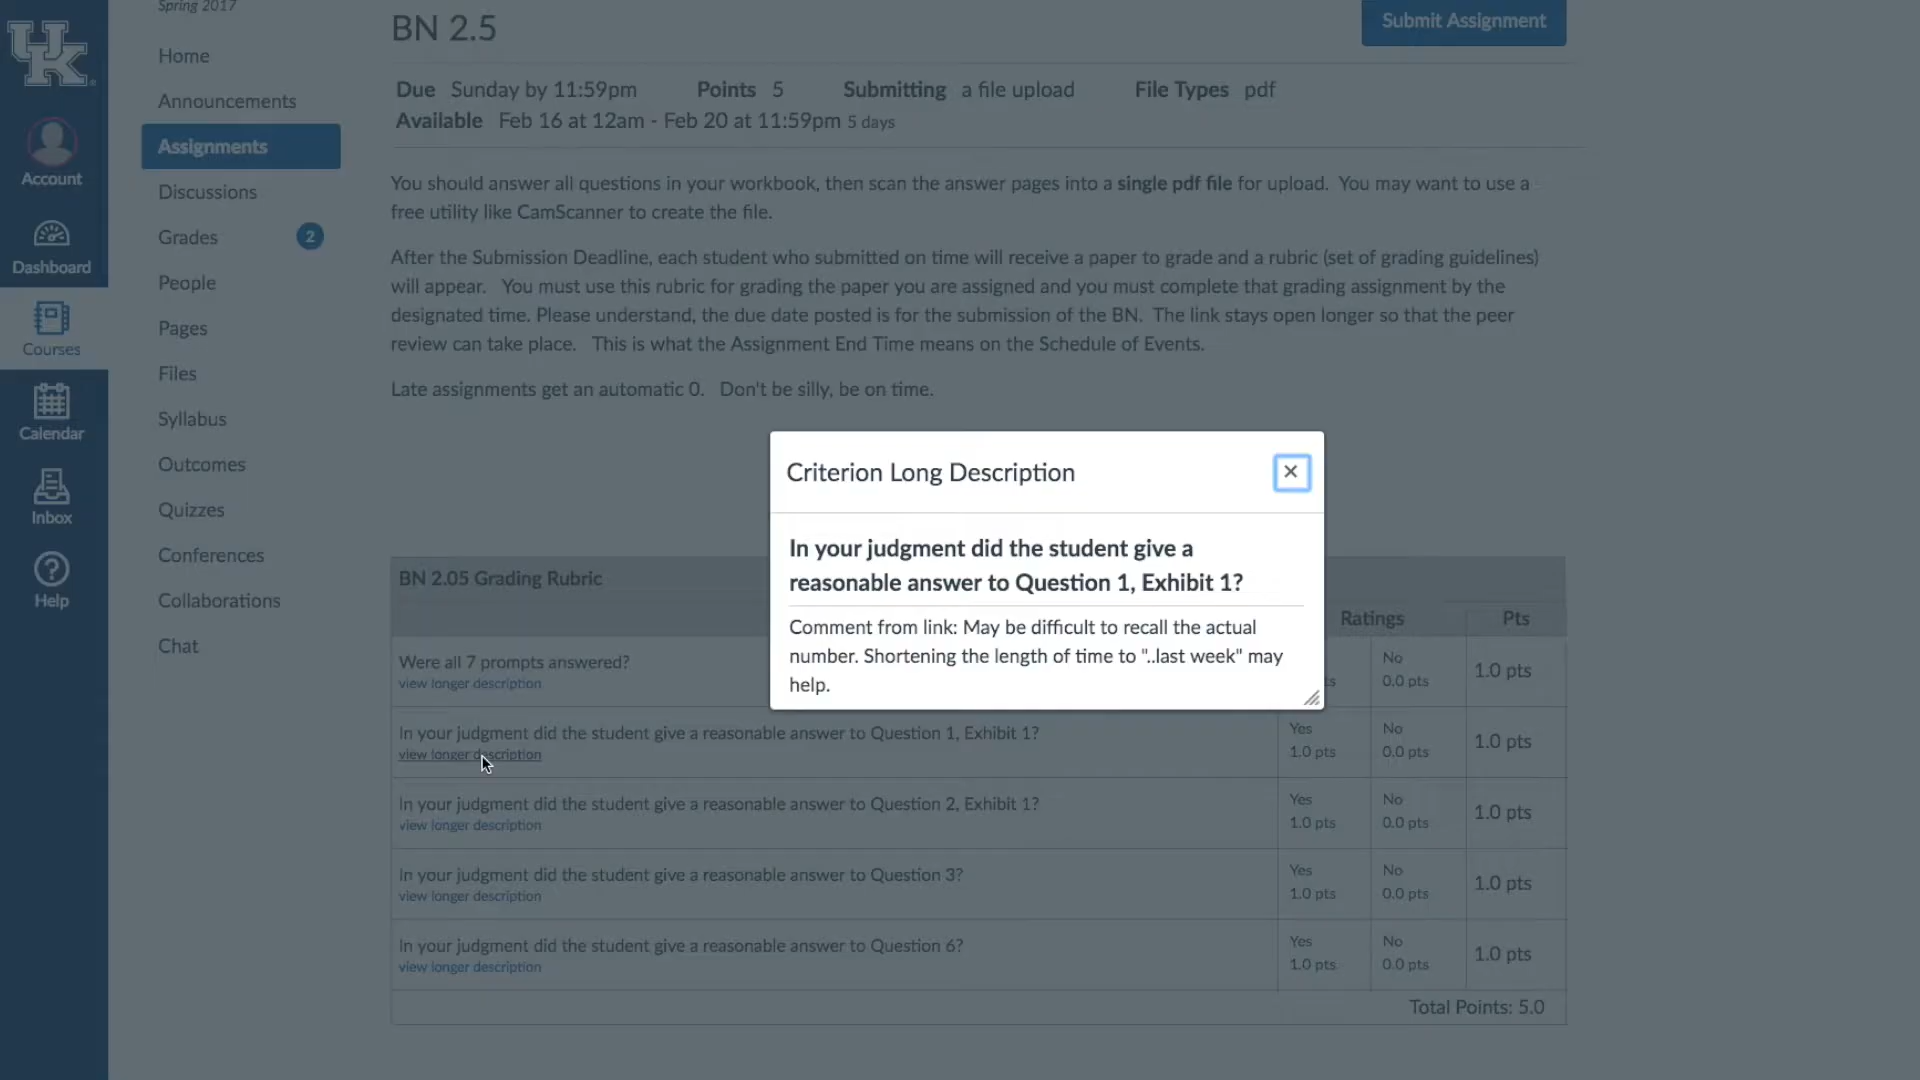 Spring 2017
UK
Account
Dashboard
Courses
Calendar
Inbox
Help
Home
Announcements
Assignments
Discussions
Grades 2
People
Pages
Files
Syllabus
Outcomes
Quizzes
Conferences
Collaborations
Chat
BN 2.5
Submit Assignment
Due Sunday by 11:59pm Points 5 Submitting a file upload File Types pdf
Available Feb 16 at 12am - Feb 20 at 11:59pm 5 days
You should answer all questions in your workbook, then scan the answer pages into a single pdf file for upload. You may want to use a
free utility like CamScanner to create the file.
After the Submission Deadline, each student who submitted on time will receive a paper to grade and a rubric (set of grading guidelines)
will appear. You must use this rubric for grading the paper you are assigned and you must complete that grading assignment by the
designated time. Please understand, the due date posted is for the submission of the BN. The link stays open longer so that the peer
review can take place. This is what the Assignment End Time means on the Schedule of Events.
Late assignments get an automatic 0. Don't be silly, be on time.
Criterion Long Description ×
In your judgment did the student give a
reasonable answer to Question 1, Exhibit 1?
Comment from link: May be difficult to recall the actual
number. Shortening the length of time to "..last week" may
help.
BN 2.05 Grading Rubric
Ratings Pts
Were all 7 prompts answered?
view longer description
No
0.0 pts
1.0 pts
In your judgment did the student give a reasonable answer to Question 1, Exhibit 1?
view longer description
Yes
1.0 pts
No
0.0 pts
1.0 pts
In your judgment did the student give a reasonable answer to Question 2, Exhibit 1?
view longer description
Yes
1.0 pts
No
0.0 pts
1.0 pts
In your judgment did the student give a reasonable answer to Question 3?
view longer description
Yes
1.0 pts
No
0.0 pts
1.0 pts
In your judgment did the student give a reasonable answer to Question 6?
view longer description
Yes
1.0 pts
No
0.0 pts
1.0 pts
Total Points: 5.0